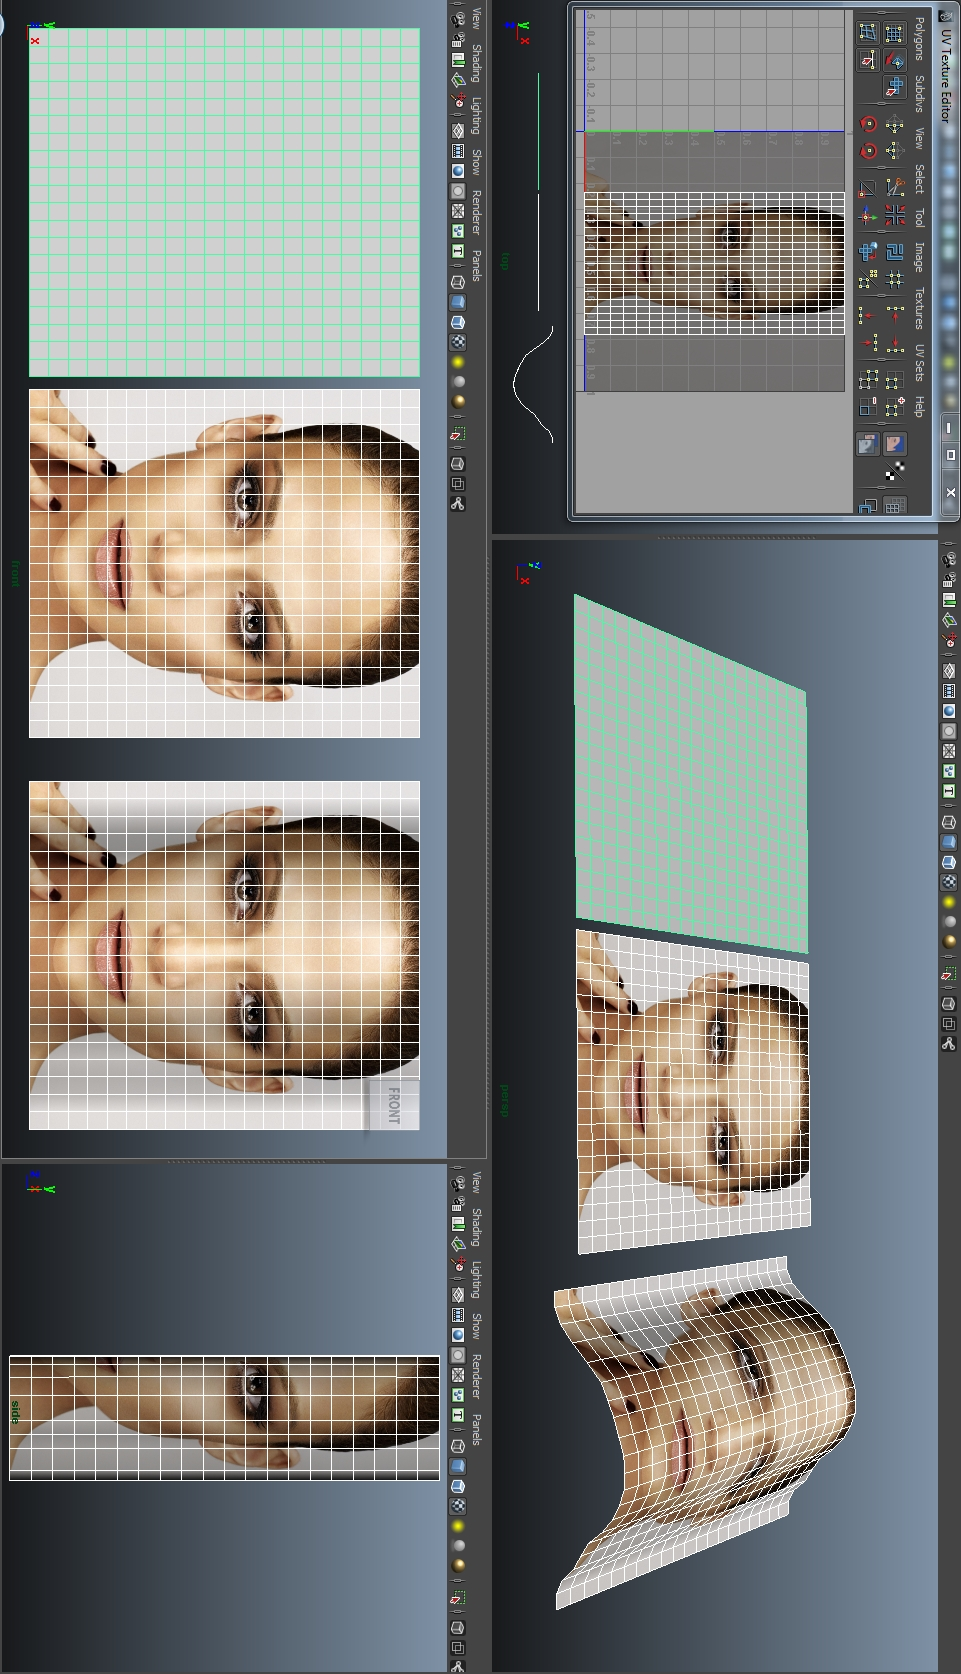 UV Texture Editor
Polygons Subdivs View Select Tool Image Textures UV Sets Help
top
persp
View Shading Lighting Show Renderer Panels
FRONT
front
View Shading Lighting Show Renderer Panels
side